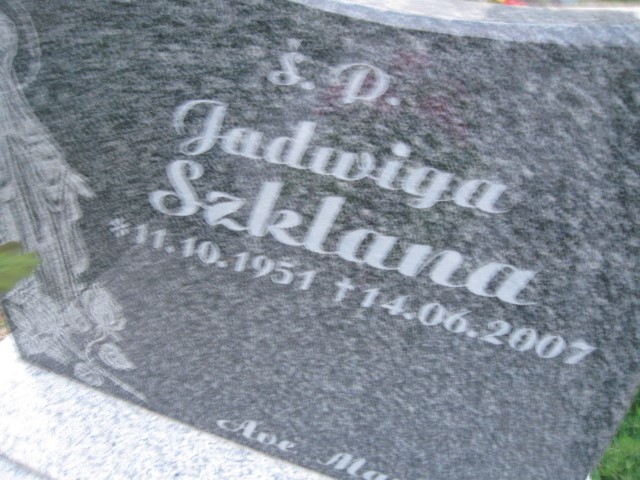 Ś. P.
Jadwiga
Szklana
*11.10.1951 †14.06.2007
Ave